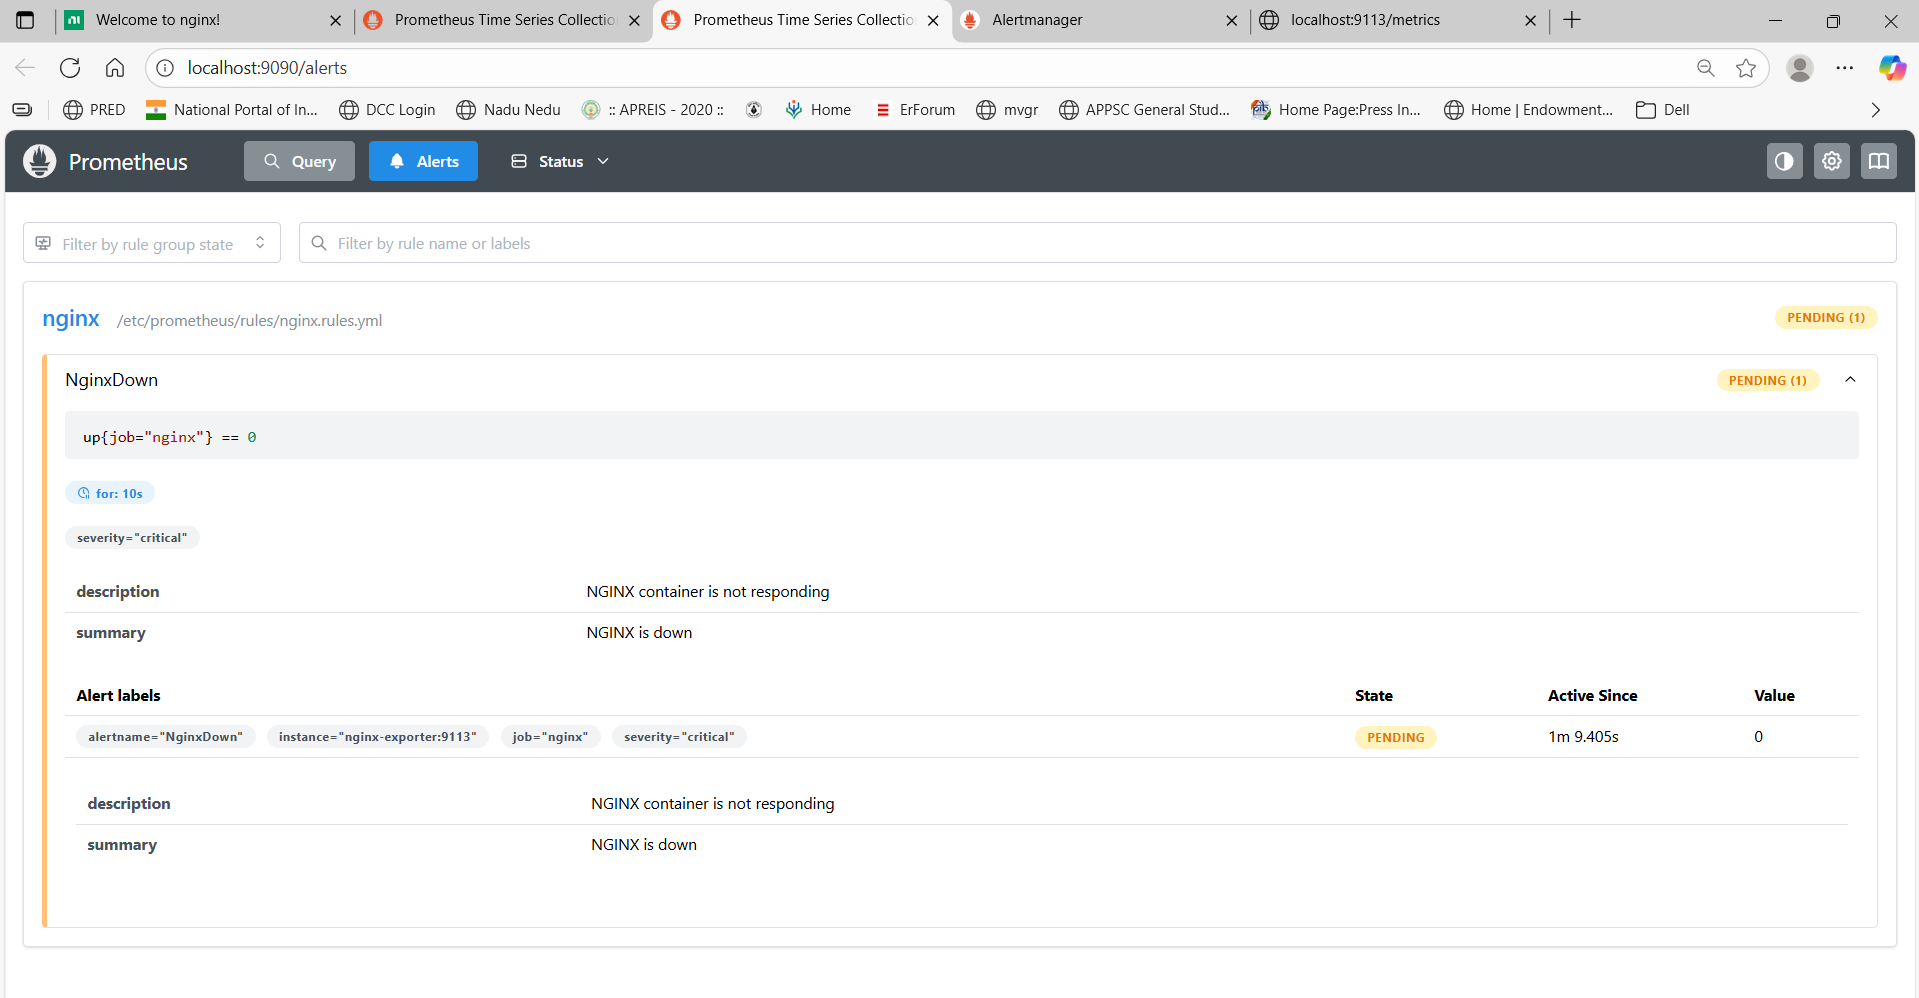 Welcome to nginx!
Prometheus Time Series Collectio
Prometheus Time Series Collectio
Alertmanager
localhost:9113/metrics
localhost:9090/alerts
PRED
National Portal of In...
DCC Login
Nadu Nedu
:: APREIS - 2020 ::
Home
ErForum
mvgr
APPSC General Stud...
Home Page:Press In...
Home | Endowment...
Dell
Prometheus
Query
Alerts
Status
Filter by rule group state
Filter by rule name or labels
nginx /etc/prometheus/rules/nginx.rules.yml
PENDING (1)
NginxDown
PENDING (1)
up{job="nginx"} == 0
for: 10s
severity="critical"
description NGINX container is not responding
summary NGINX is down
Alert labels State Active Since Value
alertname="NginxDown" instance="nginx-exporter:9113" job="nginx" severity="critical" PENDING 1m 9.405s 0
description NGINX container is not responding
summary NGINX is down